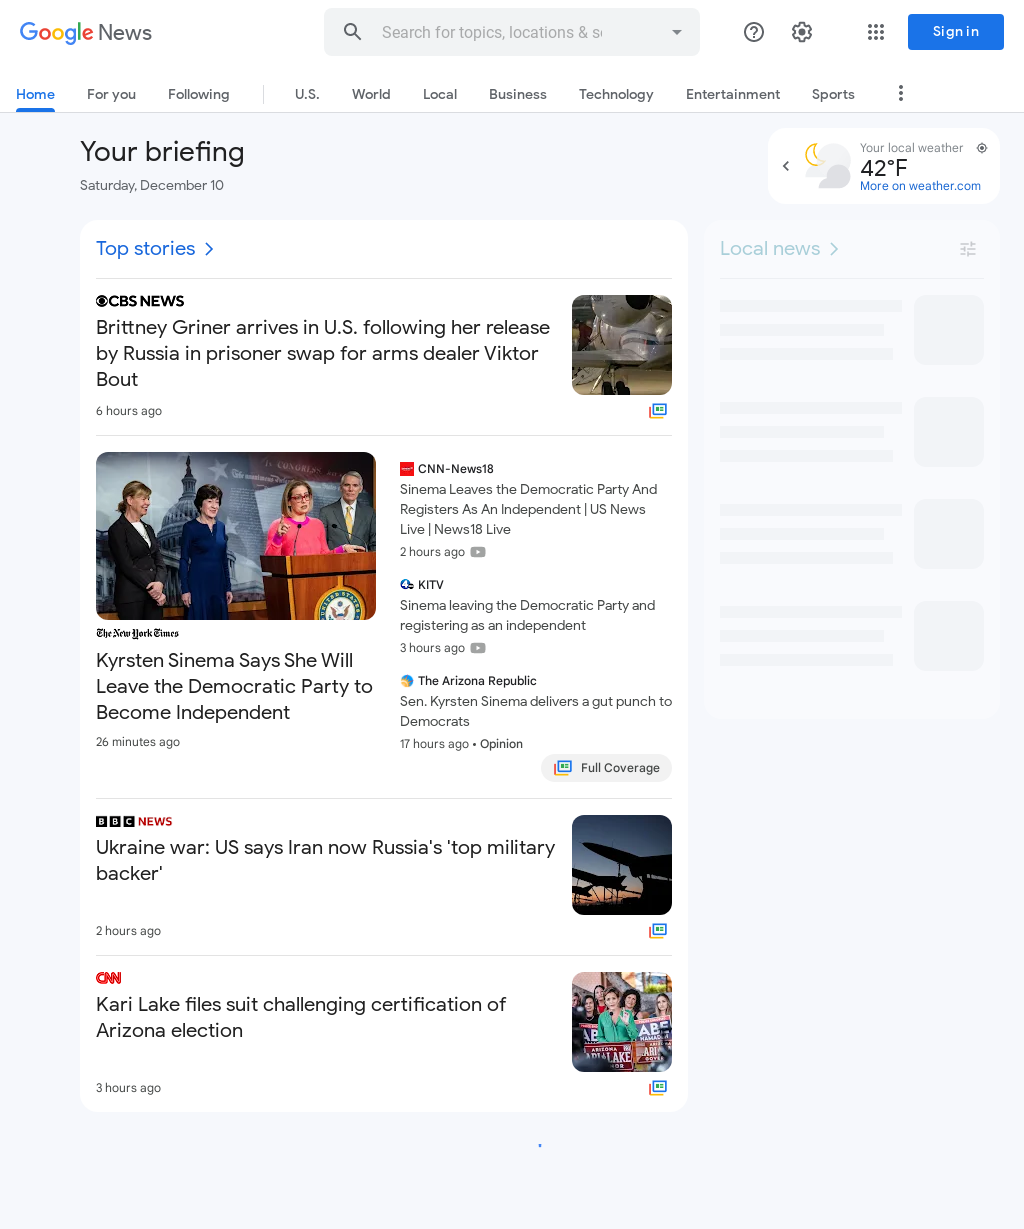 Google News
Search for topics, locations & so
Sign in
Home
For you
Following
U.S.
World
Local
Business
Technology
Entertainment
Sports
Your briefing
Saturday, December 10
Your local weather
42°F
More on weather.com
Top stories
Local news
CBS NEWS
Brittney Griner arrives in U.S. following her release
by Russia in prisoner swap for arms dealer Viktor
Bout
6 hours ago
The New York Times
Kyrsten Sinema Says She Will
Leave the Democratic Party to
Become Independent
26 minutes ago
CNN-News18
Sinema Leaves the Democratic Party And
Registers As An Independent | US News
Live | News18 Live
2 hours ago
KITV
Sinema leaving the Democratic Party and
registering as an independent
3 hours ago
The Arizona Republic
Sen. Kyrsten Sinema delivers a gut punch to
Democrats
17 hours ago • Opinion
Full Coverage
BBC NEWS
Ukraine war: US says Iran now Russia's 'top military
backer'
2 hours ago
CNN
Kari Lake files suit challenging certification of
Arizona election
3 hours ago